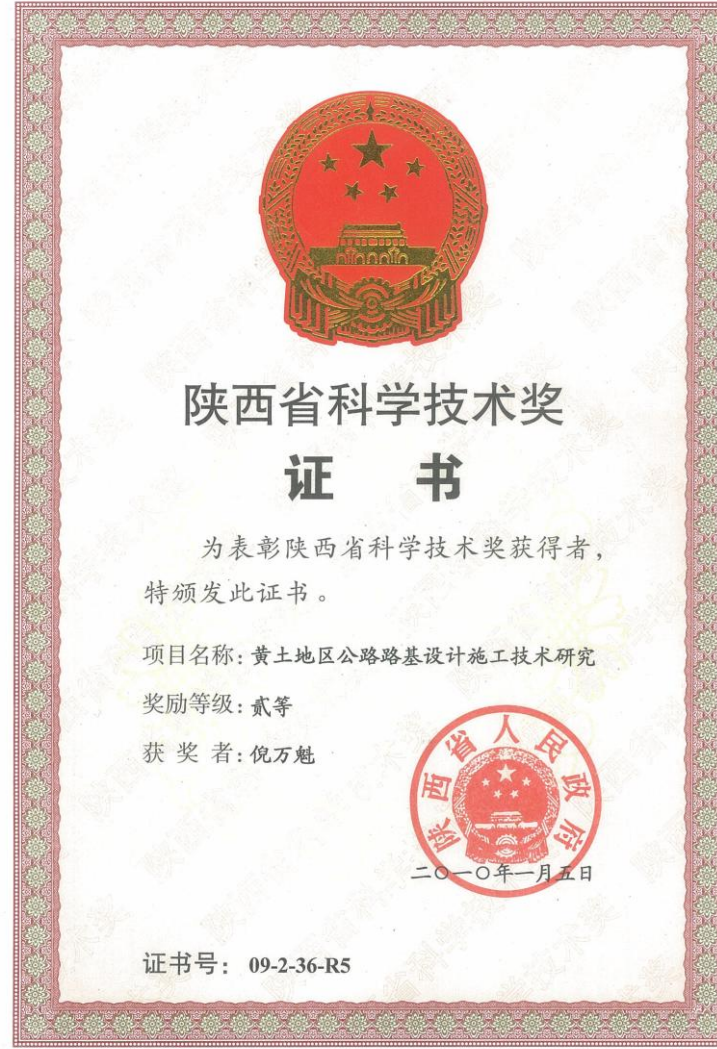 陕西省科学技术奖
证 书
为表彰陕西省科学技术奖获得者，
特颁发此证书。
项目名称：黄土地区公路路基设计施工技术研究
奖励等级：贰等
获 奖 者：倪万魁
陕西省人民政府
二〇一〇年一月五日
证书号： 09-2-36-R5